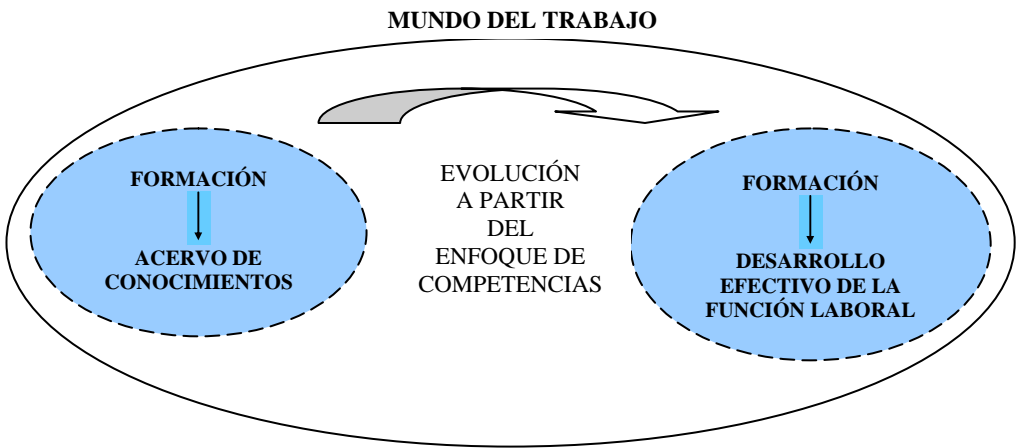 MUNDO DEL TRABAJO
FORMACIÓN
ACERVO DE
CONOCIMIENTOS
EVOLUCIÓN
A PARTIR
DEL
ENFOQUE DE
COMPETENCIAS
FORMACIÓN
DESARROLLO
EFECTIVO DE LA
FUNCIÓN LABORAL